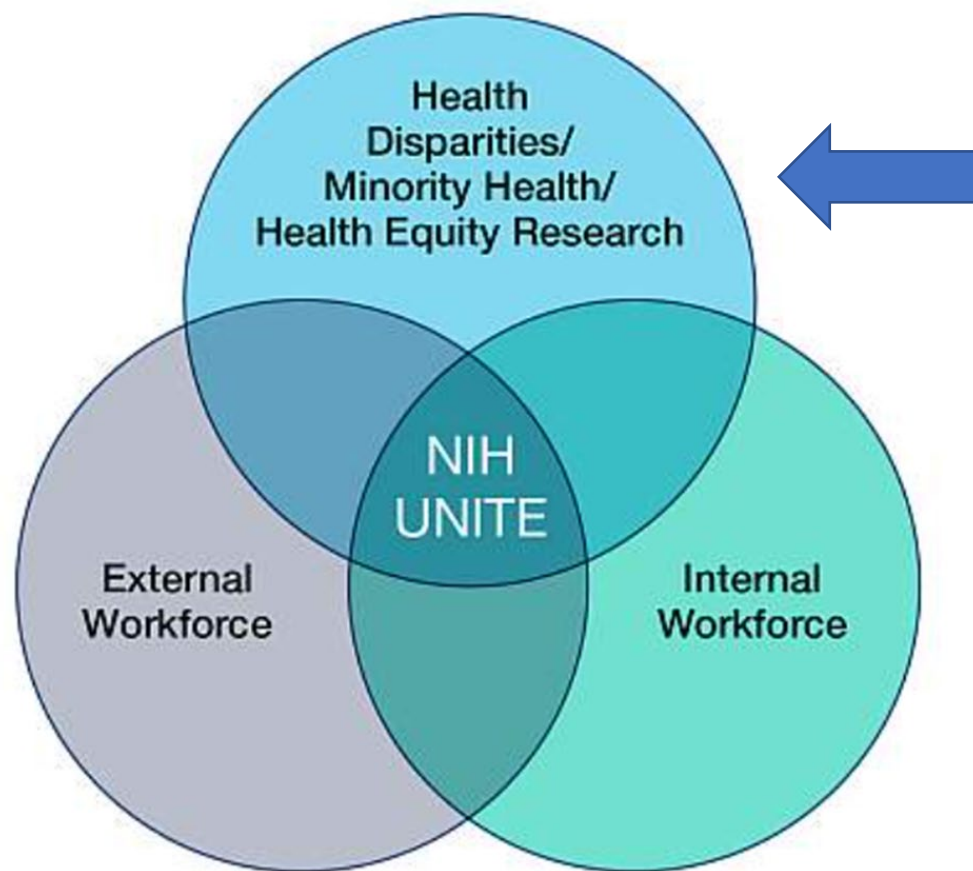 Health
Disparities/
Minority Health/
Health Equity Research
NIH
UNITE
External
Workforce
Internal
Workforce